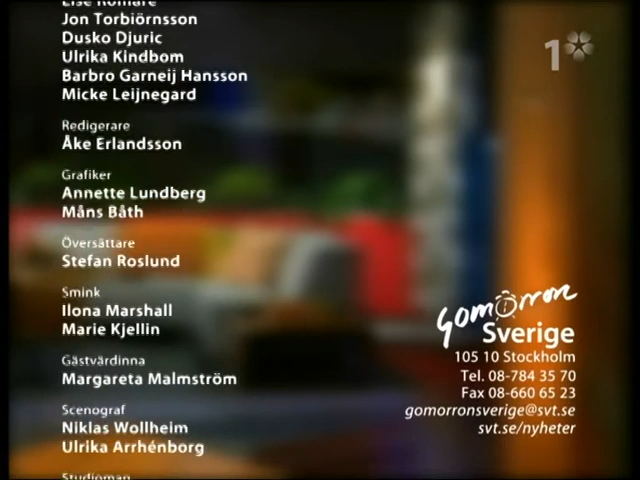 Else Romare
Jon Torbiörnsson
Dusko Djuric
Ulrika Kindbom
Barbro Garneij Hansson
Micke Leijnegard
Redigerare
Åke Erlandsson
Grafiker
Annette Lundberg
Måns Båth
Översättare
Stefan Roslund
Smink
Ilona Marshall
Marie Kjellin
Gästvärdinna
Margareta Malmström
Scenograf
Niklas Wollheim
Ulrika Arrhénborg
Studioman
1
gomorron
Sverige
105 10 Stockholm
Tel. 08-784 35 70
Fax 08-660 65 23
gomorronsverige@svt.se
svt.se/nyheter